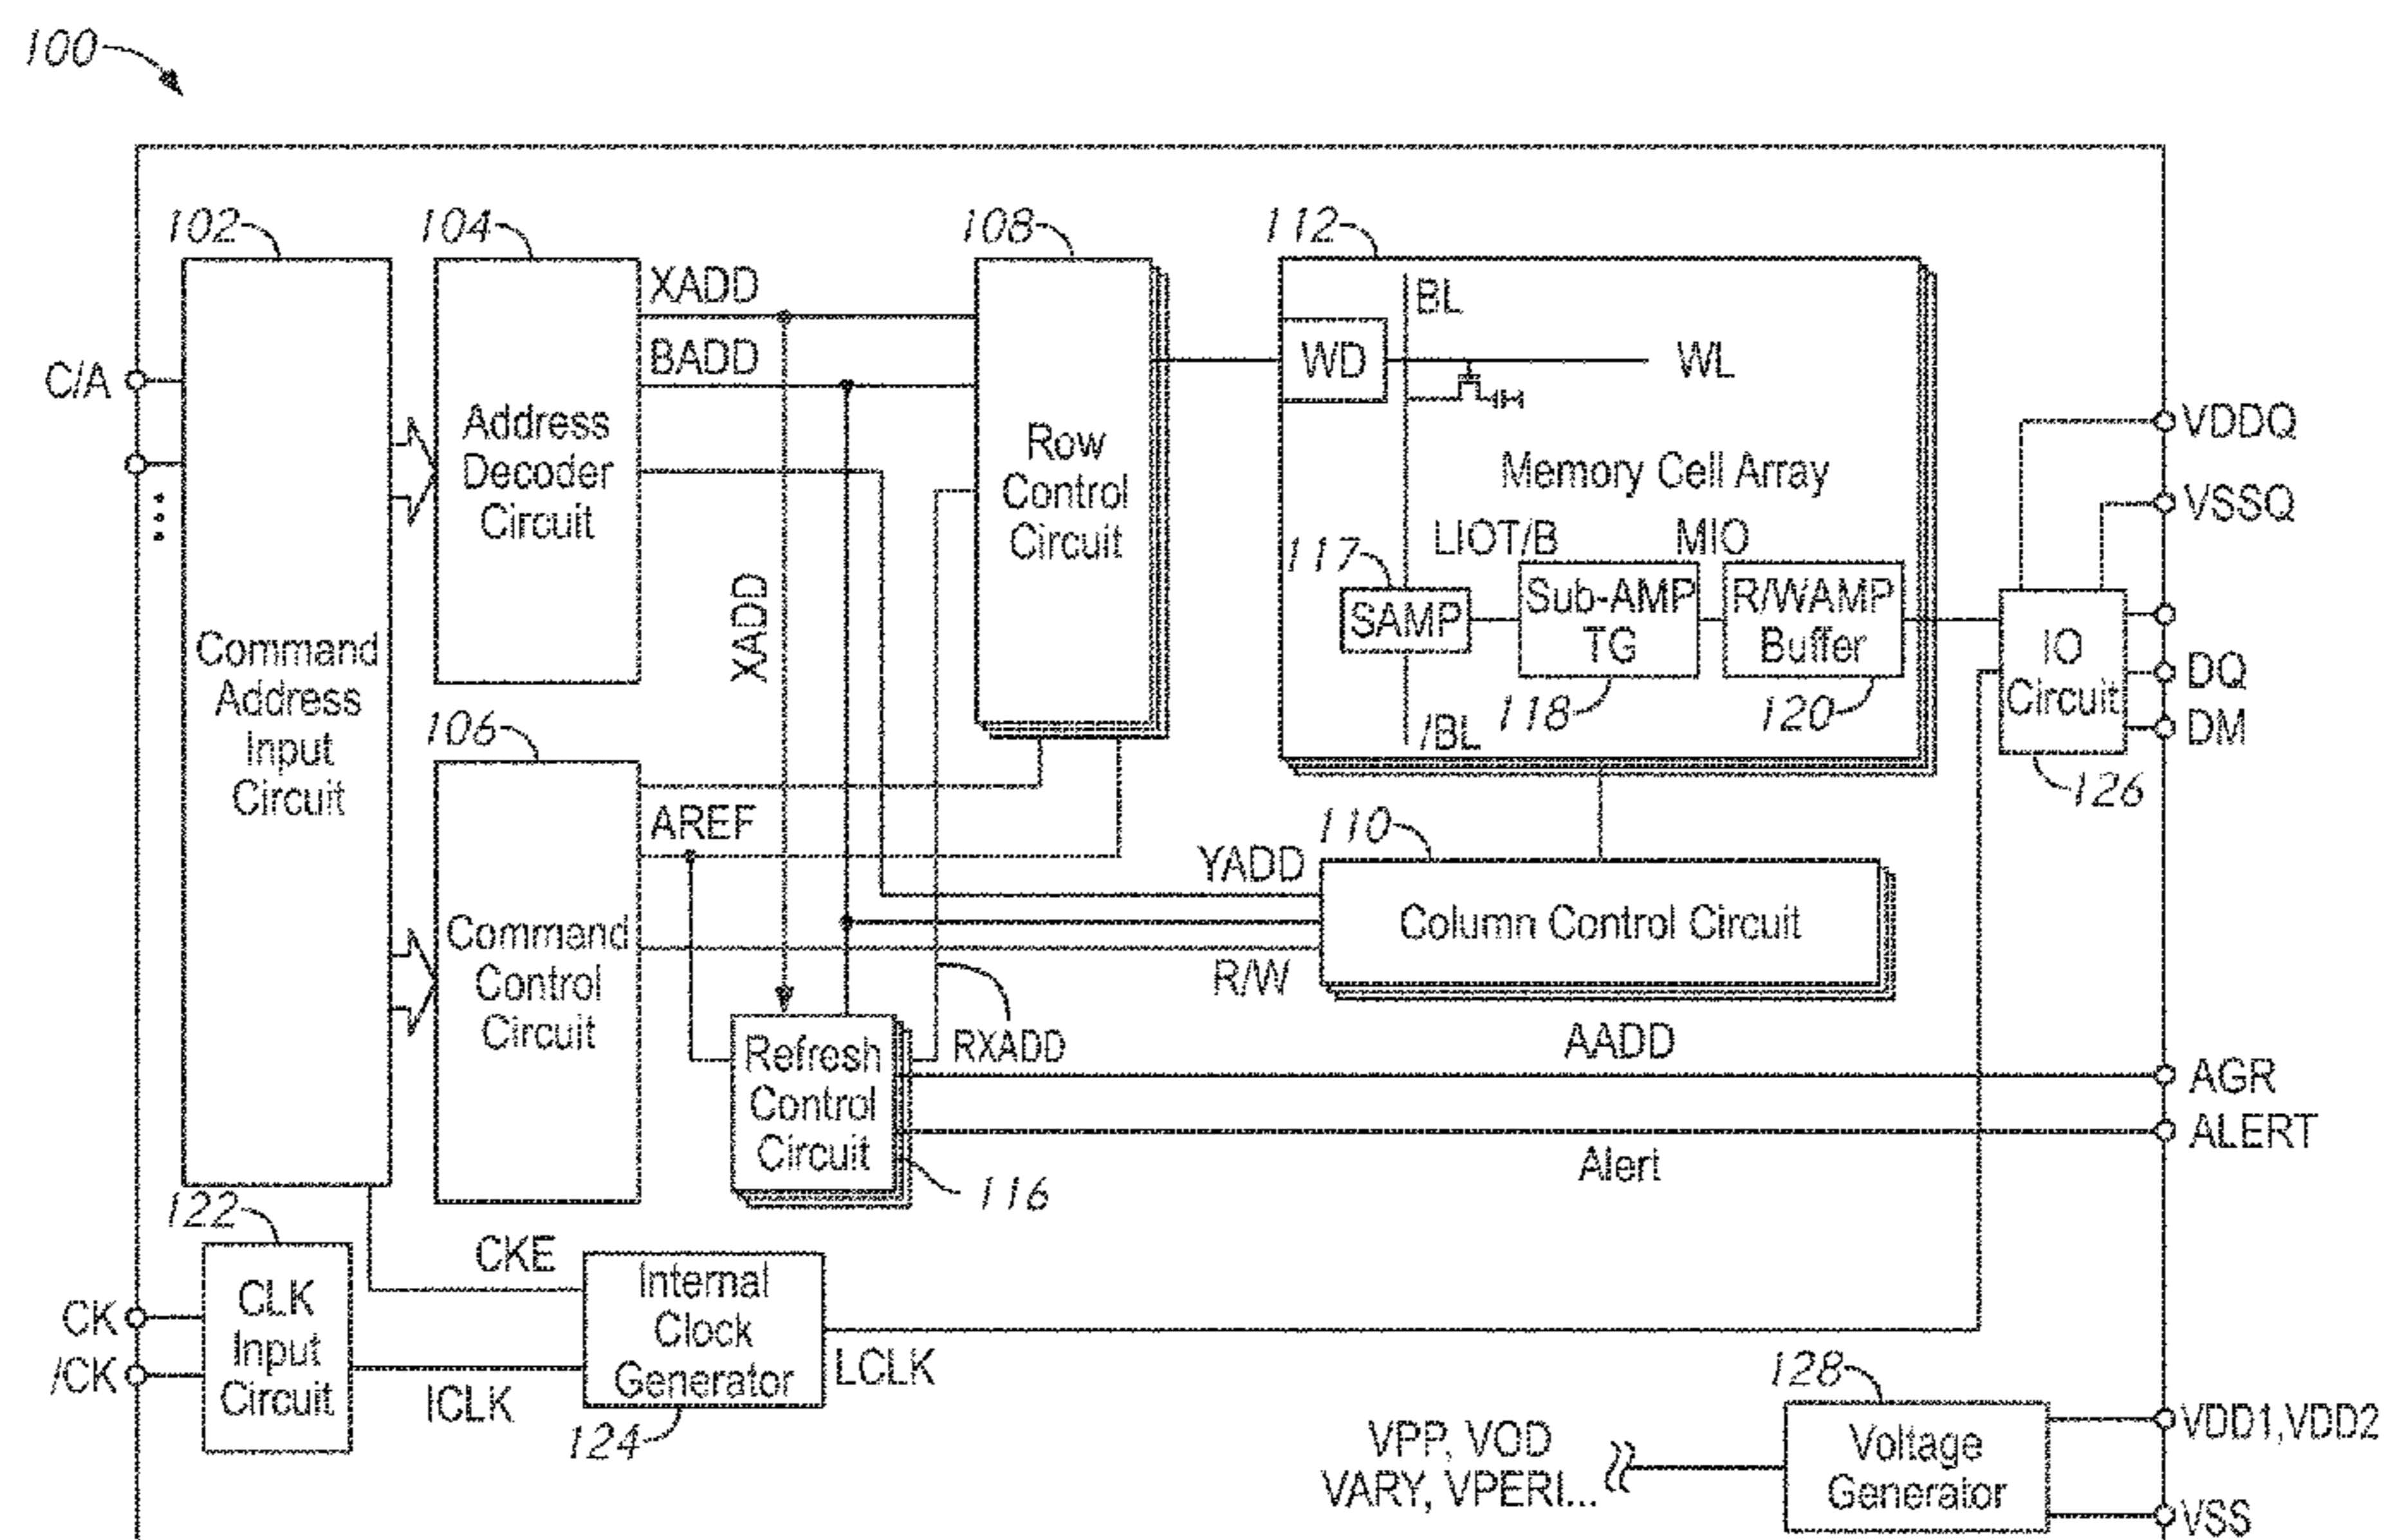 100
102
104
108
112
XADD
BADD
BL
WD
WL
C/A
Address
Decoder
Circuit
Row
Control
Circuit
Memory Cell Array
VDDQ
VSSQ
LIOT/B
MIO
117
SAMP
Sub-AMP
TG
R/WAMP
Buffer
118
120
/BL
IO
Circuit
DQ
DM
126
XADD
Command
Address
Input
Circuit
106
AREF
110
YADD
Column Control Circuit
R/W
Command
Control
Circuit
RXADD
Refresh
Control
Circuit
116
AADD
AGR
ALERT
Alert
122
CKE
CK
/CK
CLK
Input
Circuit
ICLK
Internal
Clock
Generator
LCLK
124
128
VPP, VOD
VARY, VPERI...
Voltage
Generator
VDD1,VDD2
VSS